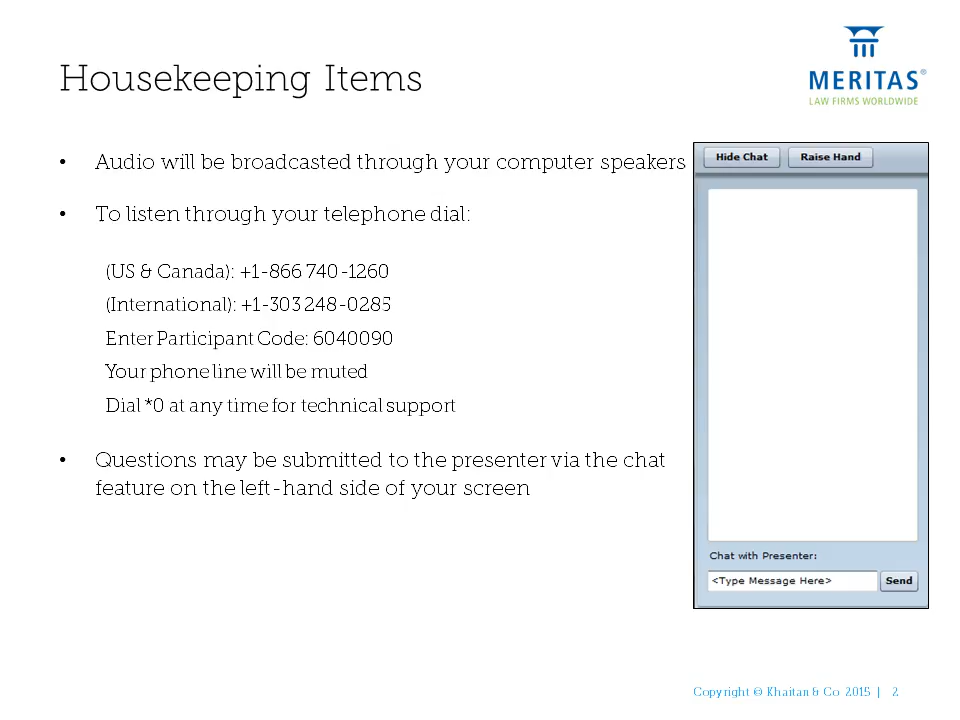 Housekeeping Items
MERITAS®
LAW FIRMS WORLDWIDE
• Audio will be broadcasted through your computer speakers
• To listen through your telephone dial:
(US & Canada): +1-866 740-1260
(International): +1-303 248-0285
Enter Participant Code: 6040090
Your phone line will be muted
Dial *0 at any time for technical support
• Questions may be submitted to the presenter via the chat
feature on the left-hand side of your screen
Hide Chat Raise Hand
Chat with Presenter:
<Type Message Here> Send
Copyright © Khaitan & Co 2015 | 2